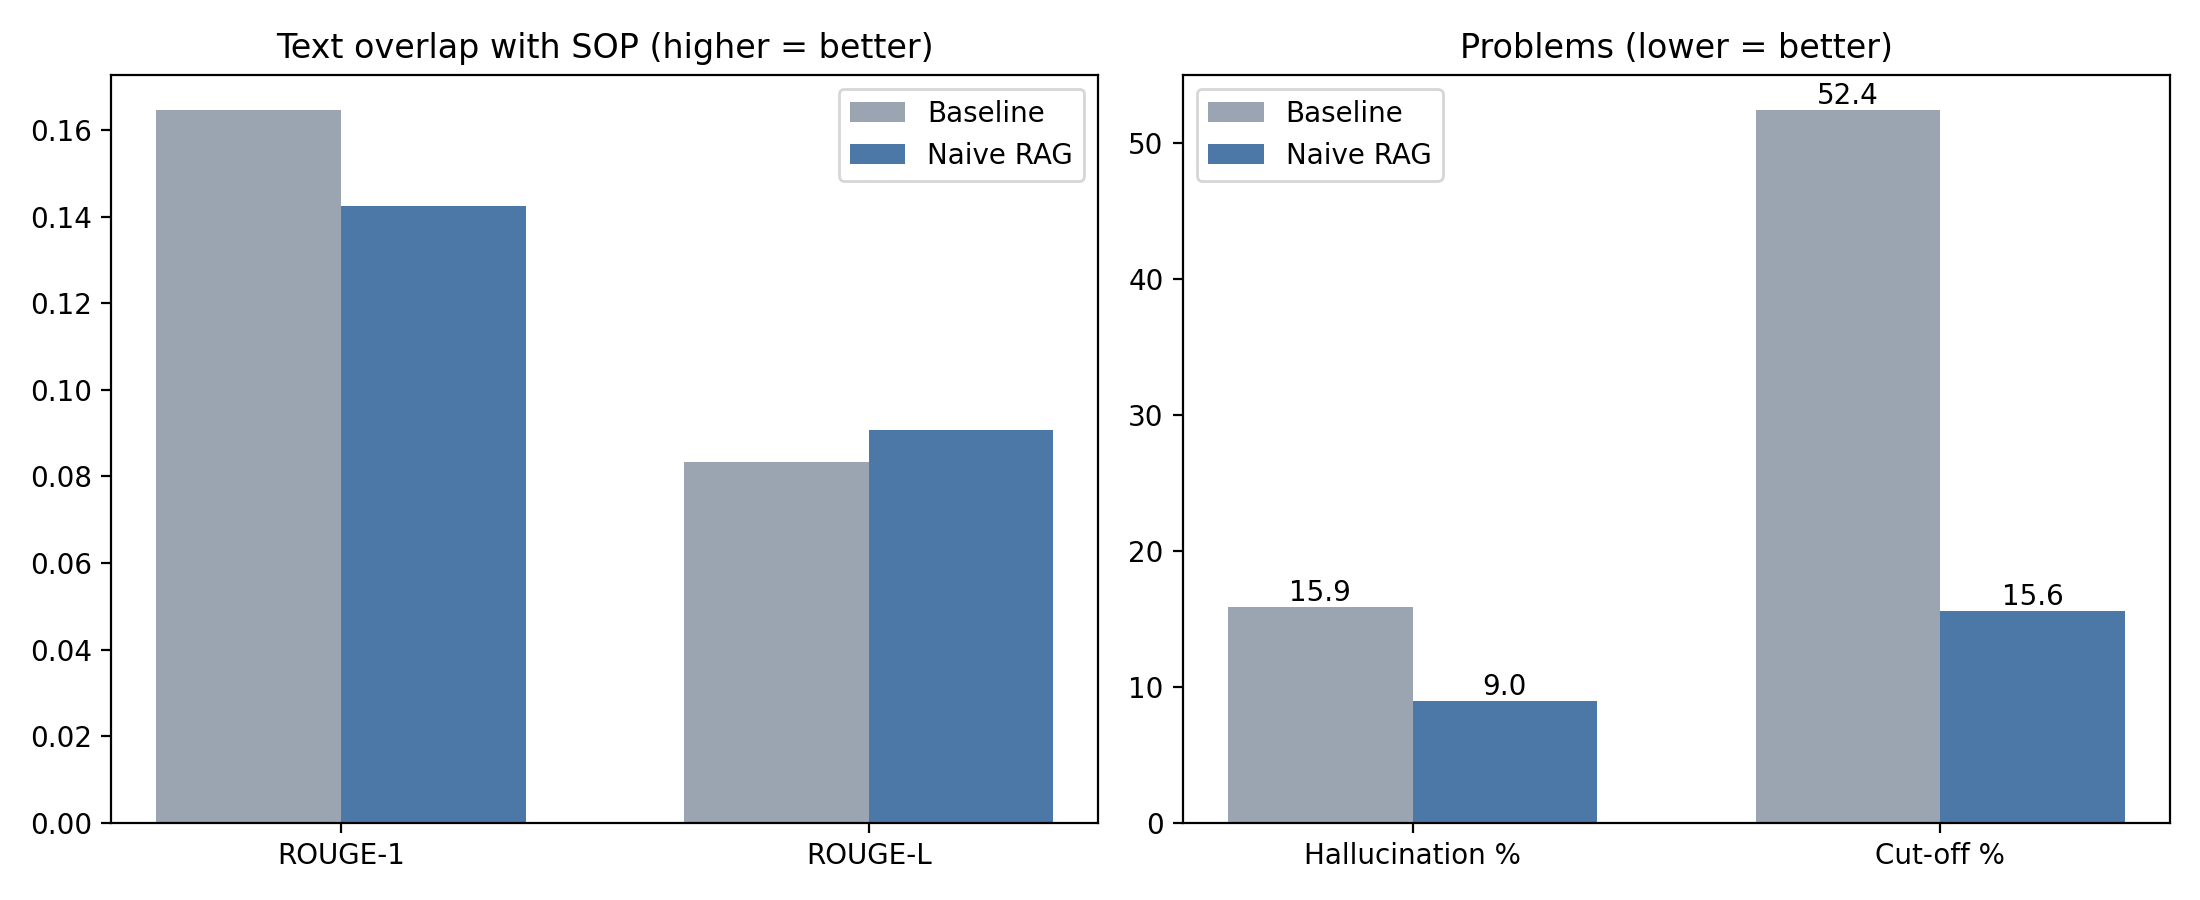 Text overlap with SOP (higher = better)
0.16
0.14
0.12
0.10
0.08
0.06
0.04
0.02
0.00
Baseline
Naive RAG
ROUGE-1
ROUGE-L
Problems (lower = better)
50
40
30
20
10
0
Baseline
Naive RAG
52.4
15.9
15.6
9.0
Hallucination %
Cut-off %